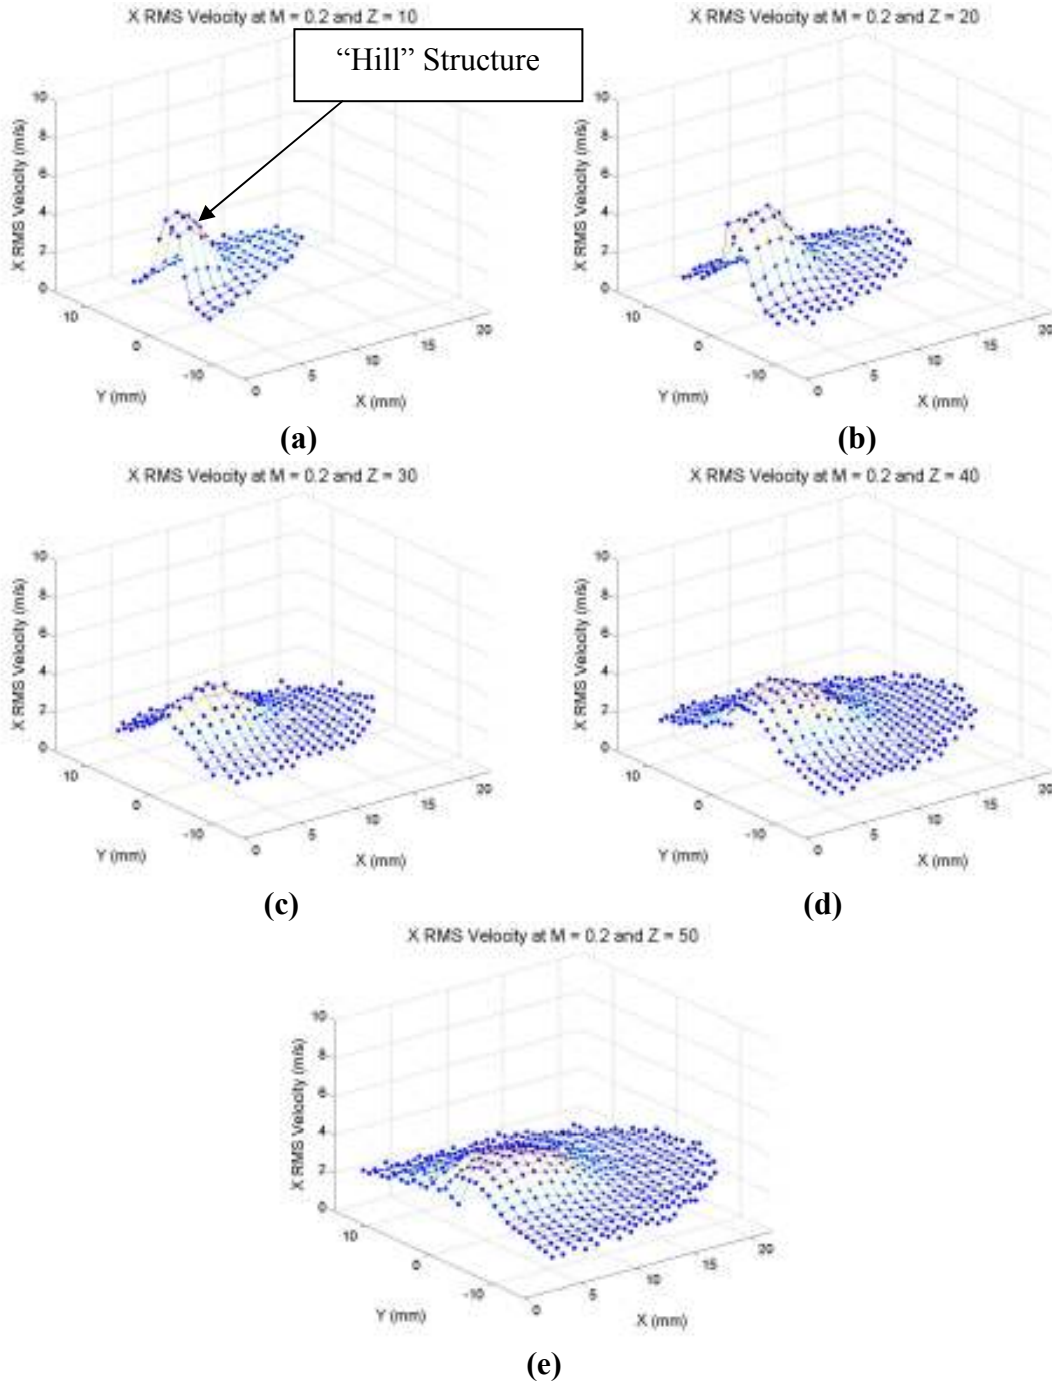 X RMS Velocity at M = 0.2 and Z = 10
“Hill” Structure
X RMS Velocity (m/s)
10
8
6
4
2
0
10
0
-10
Y (mm)
0
5
10
15
20
X (mm)
(a)
X RMS Velocity at M = 0.2 and Z = 20
X RMS Velocity (m/s)
10
8
6
4
2
0
10
0
-10
Y (mm)
0
5
10
15
20
X (mm)
(b)
X RMS Velocity at M = 0.2 and Z = 30
X RMS Velocity (m/s)
10
8
6
4
2
0
10
0
-10
Y (mm)
0
5
10
15
20
X (mm)
(c)
X RMS Velocity at M = 0.2 and Z = 40
X RMS Velocity (m/s)
10
8
6
4
2
0
10
0
-10
Y (mm)
0
5
10
15
20
X (mm)
(d)
X RMS Velocity at M = 0.2 and Z = 50
X RMS Velocity (m/s)
10
8
6
4
2
0
10
0
-10
Y (mm)
0
5
10
15
20
X (mm)
(e)